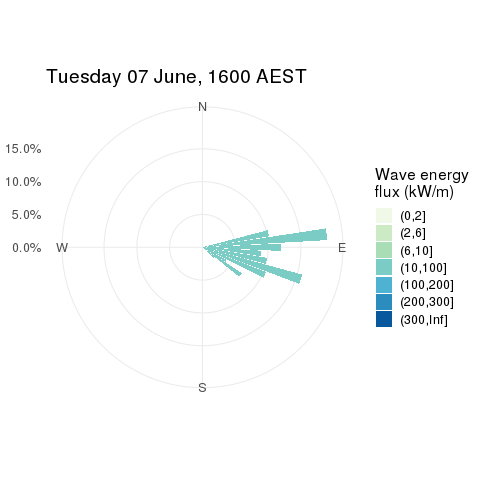 Tuesday 07 June, 1600 AEST
N
15.0%
10.0%
5.0%
0.0%
W
E
S
Wave energy
flux (kW/m)
(0,2]
(2,6]
(6,10]
(10,100]
(100,200]
(200,300]
(300,Inf]